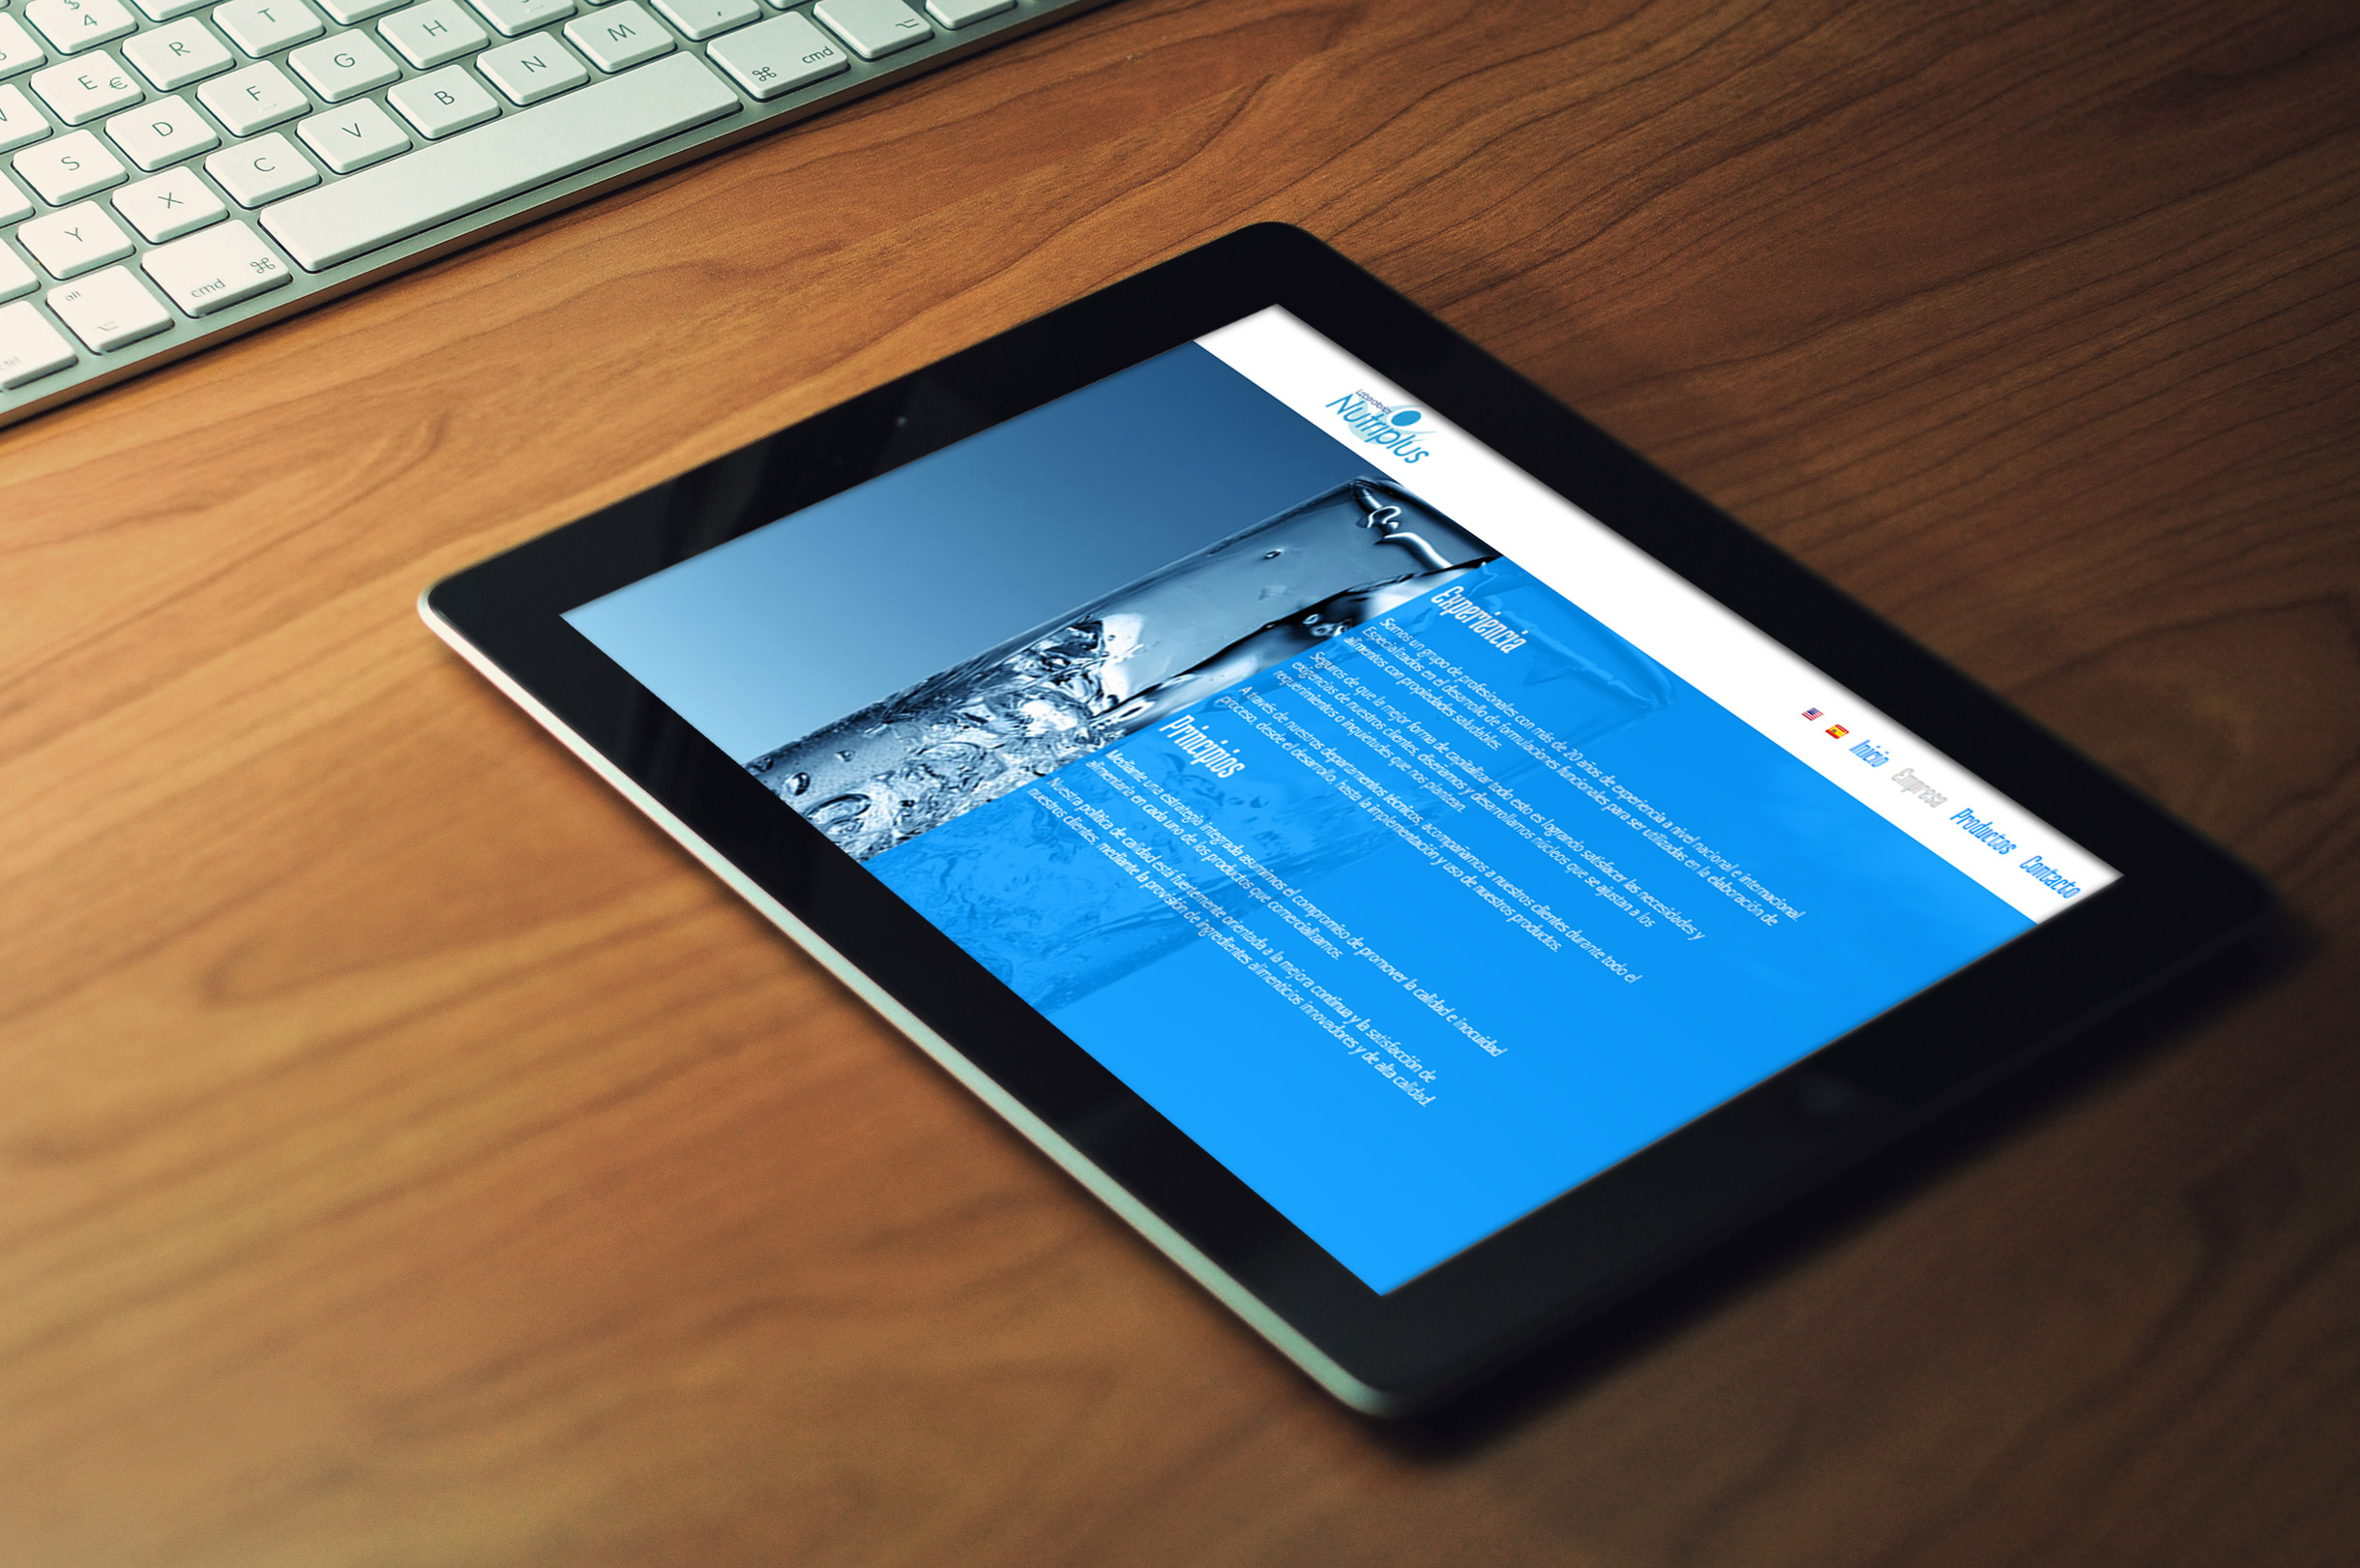 $
4
R
T
H
,
E €
F
G
N
M
⌘ cmd
S
D
V
B
X
C
Y
cmd ⌘
alt
ctrl
Laboratorios
Nutriplus
Inicio Empresa Productos Contacto
Experiencia
Somos un grupo de profesionales con más de 20 años de experiencia a nivel nacional e internacional
Especializados en el desarrollo de formulaciones funcionales para ser utilizadas en la elaboración de
alimentos con propiedades saludables.
Seguros de que la mejor forma de capitalizar todo esto es logrando satisfacer las necesidades y
exigencias de nuestros clientes, diseñamos y desarrollamos núcleos que se ajustan a los
requerimientos o inquietudes que nos plantean.
A través de nuestros departamentos técnicos, acompañamos a nuestros clientes durante todo el
proceso, desde el desarrollo, hasta la implementación y uso de nuestros productos.
Principios
Mediante una estrategia integrada asumimos el compromiso de promover la calidad e inocuidad
alimentaria en cada uno de los productos que comercializamos.
Nuestra política de calidad está fuertemente orientada a la mejora continua y la satisfacción de
nuestros clientes, mediante la provisión de ingredientes alimenticios innovadores y de alta calidad.